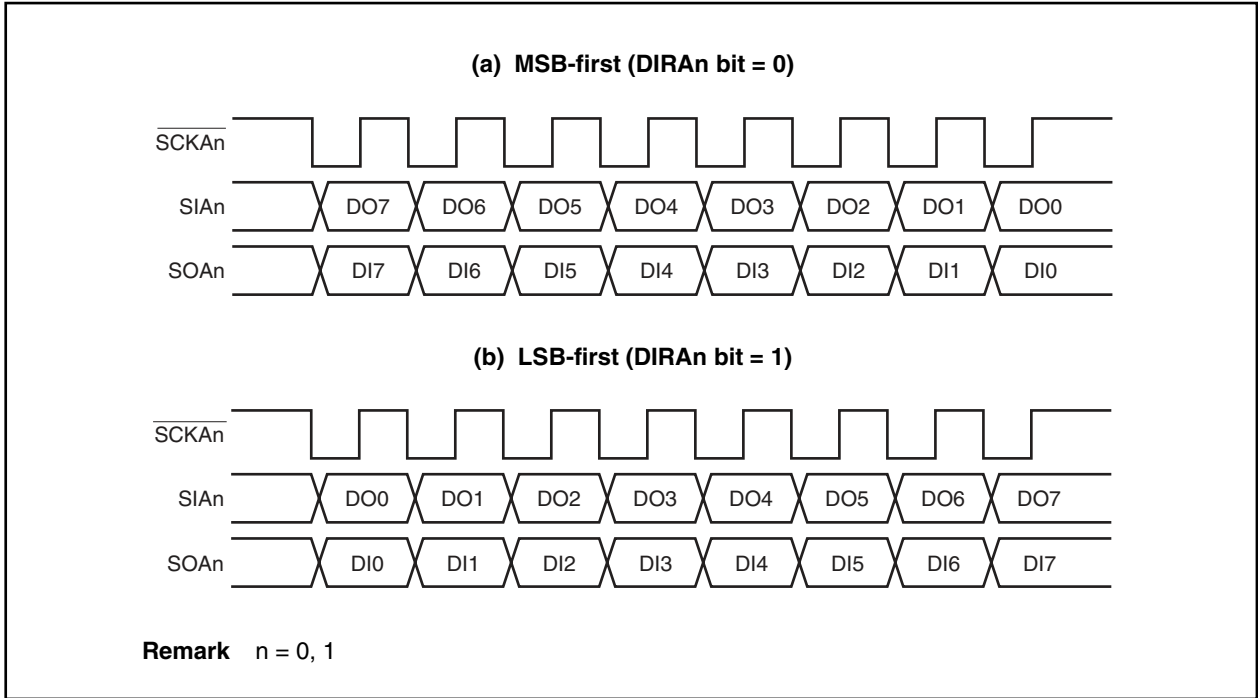 (a) MSB-first (DIRAn bit = 0)
SCKAn
SIAn DO7 DO6 DO5 DO4 DO3 DO2 DO1 DO0
SOAn DI7 DI6 DI5 DI4 DI3 DI2 DI1 DI0
(b) LSB-first (DIRAn bit = 1)
SCKAn
SIAn DO0 DO1 DO2 DO3 DO4 DO5 DO6 DO7
SOAn DI0 DI1 DI2 DI3 DI4 DI5 DI6 DI7
Remark n = 0, 1